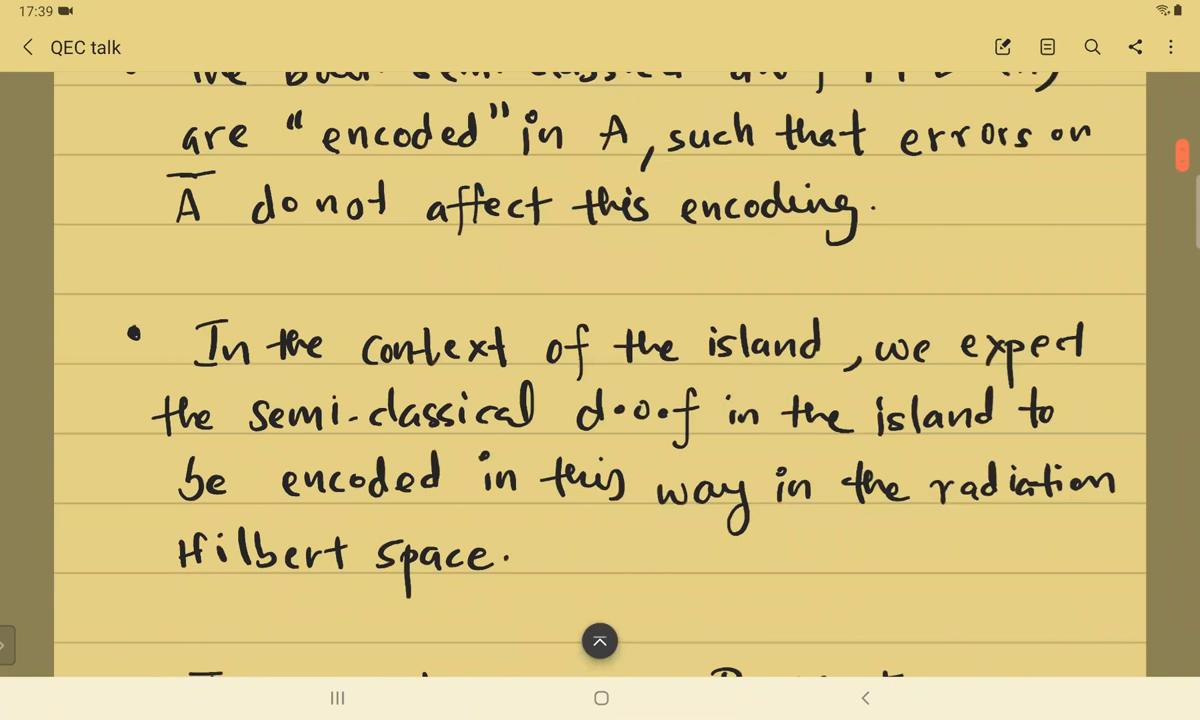 17:39
QEC talk
are "encoded" in A, such that errors on
A̅ do not affect this encoding.
• In the context of the island, we expect
the semi-classical d.o.f in the island to
be encoded in this way in the radiation
Hilbert space.